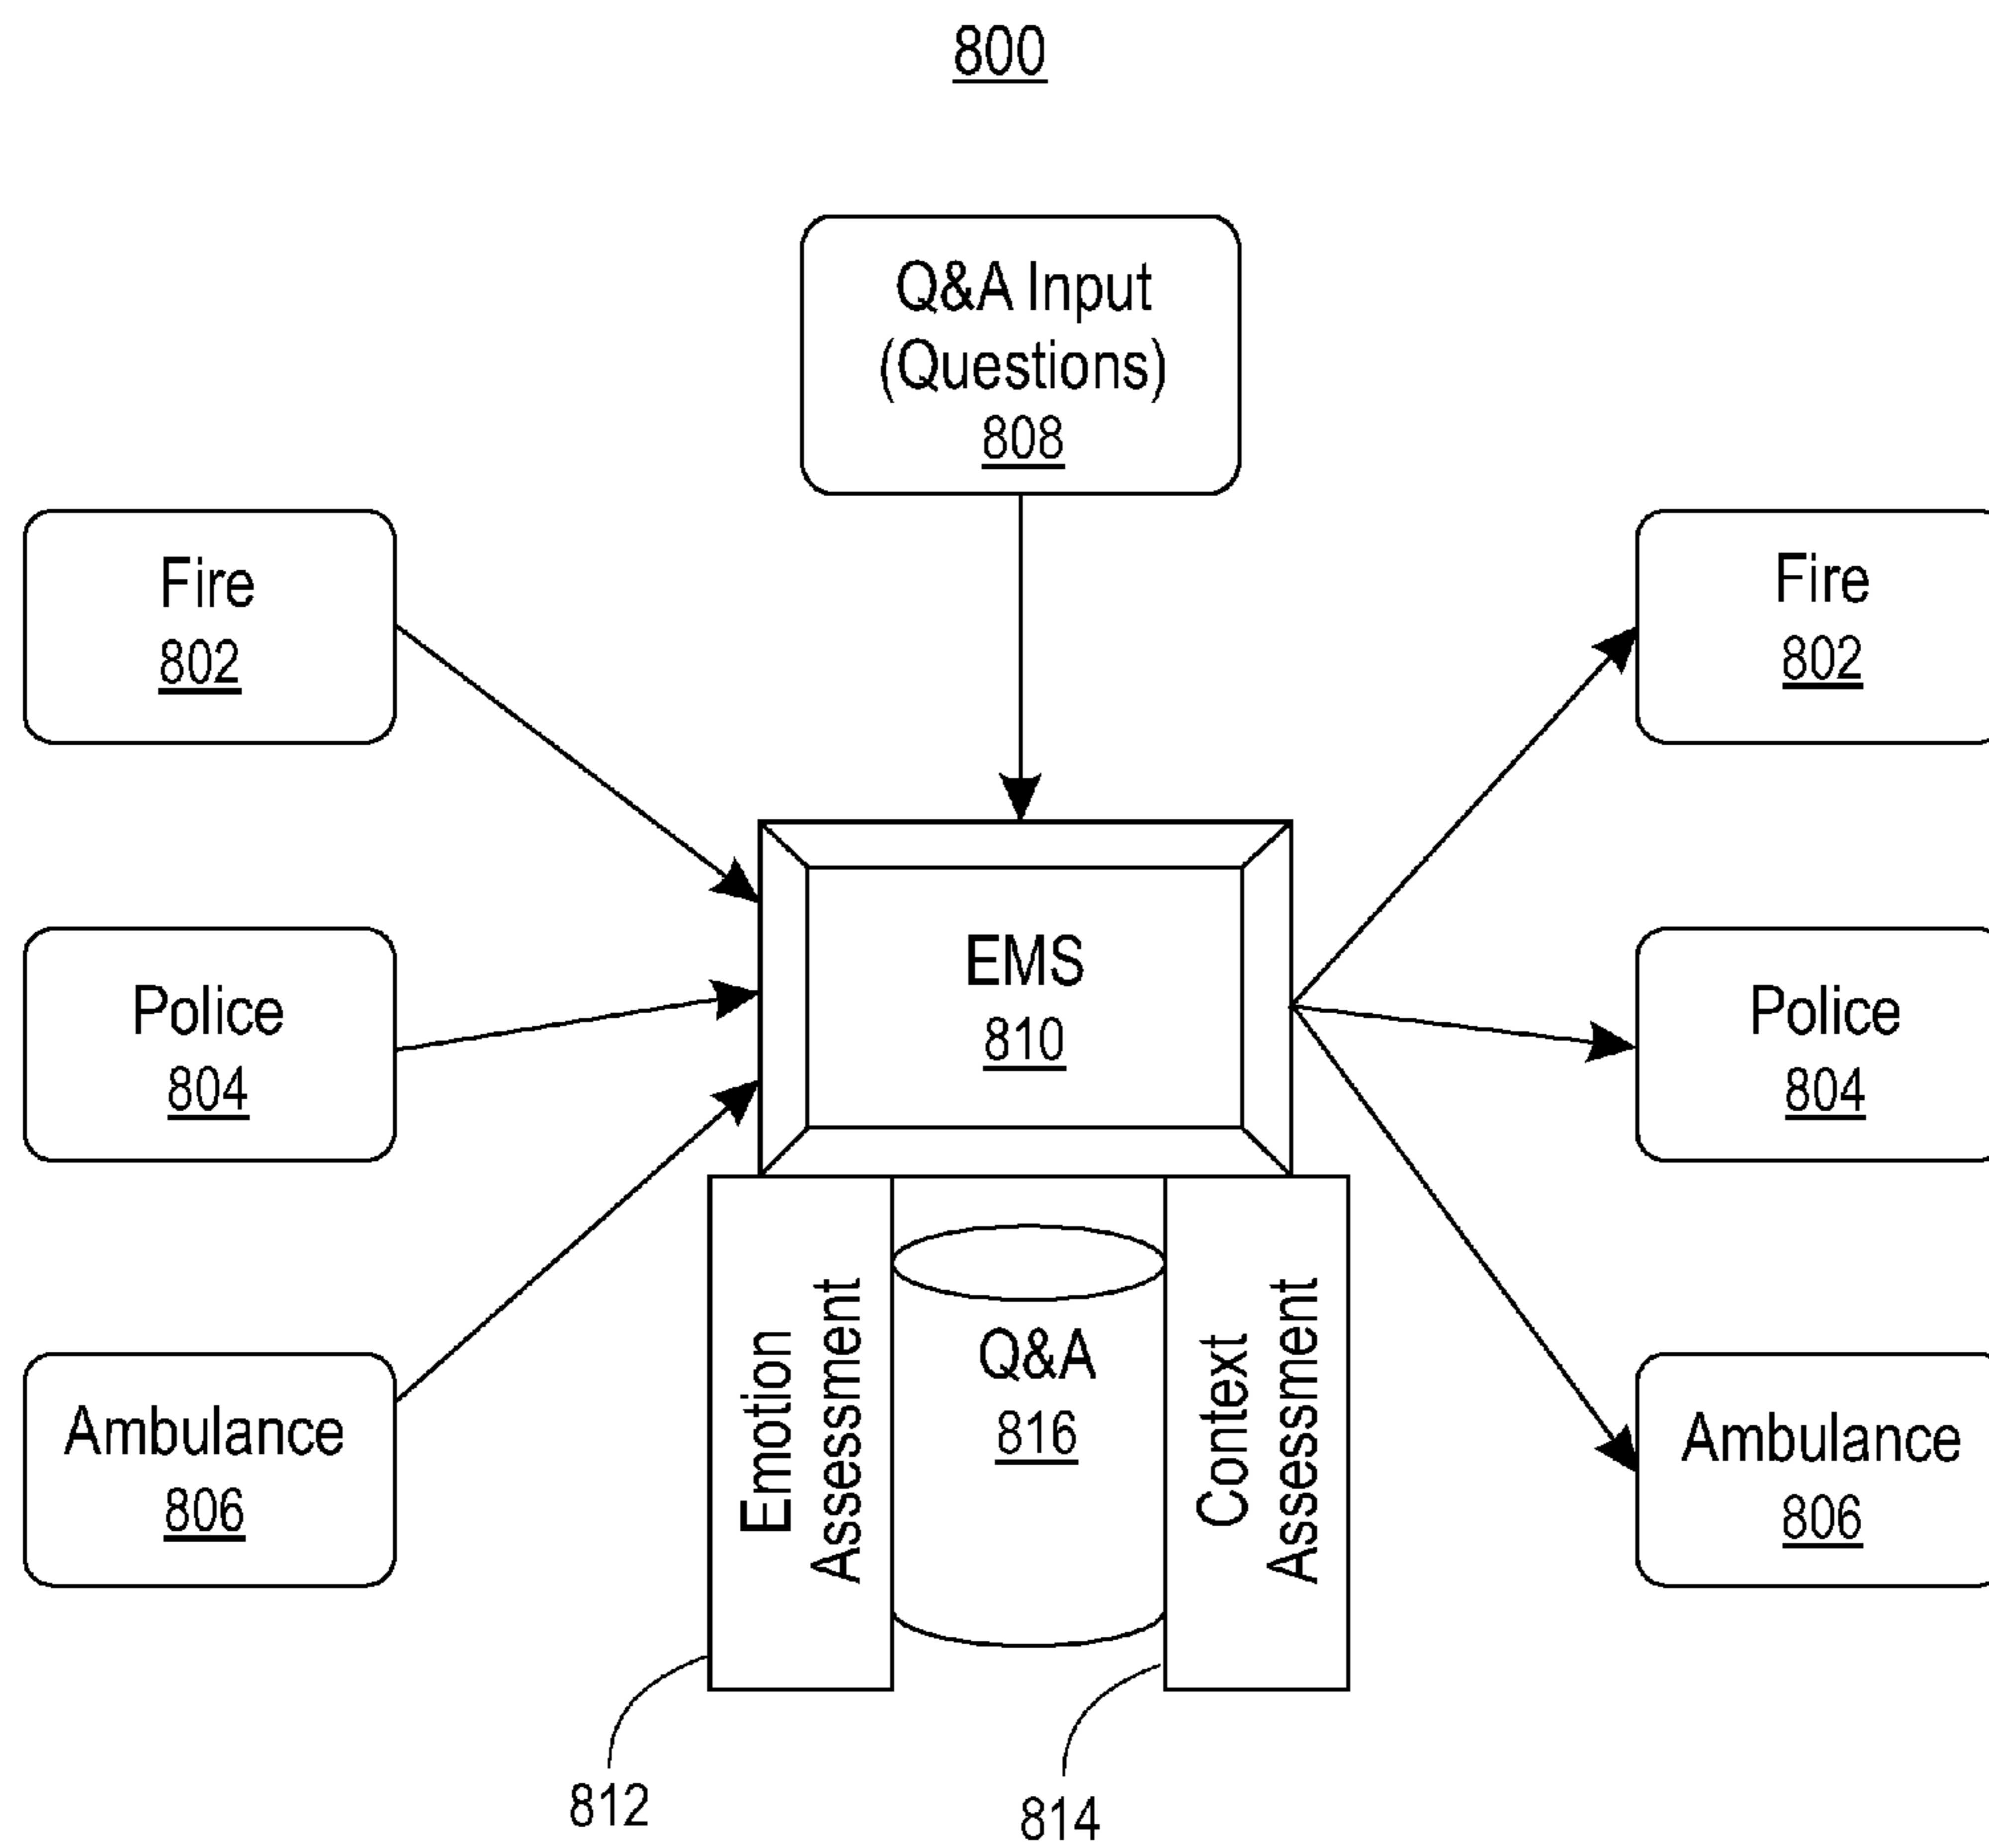 800
Q&A Input
(Questions)
808
Fire
802
Fire
802
EMS
810
Police
804
Police
804
Ambulance
806
Ambulance
806
Emotion
Assessment
Q&A
816
Context
Assessment
812
814